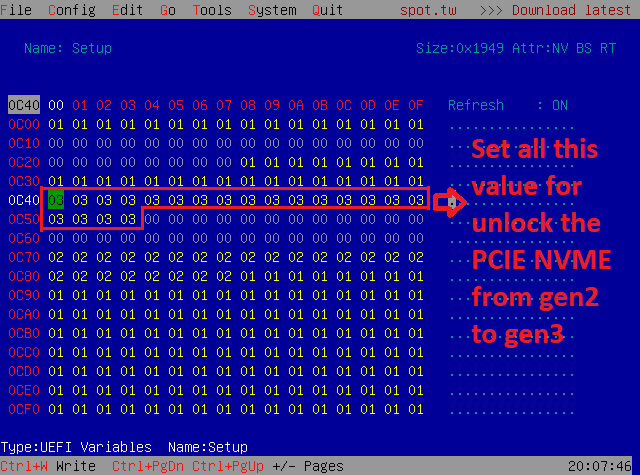 File Config Edit Go Tools System Quit spot.tw >>> Download latest
Name: Setup Size:0x1949 Attr:NV BS RT
0C40 00 01 02 03 04 05 06 07 08 09 0A 0B 0C 0D 0E 0F Refresh : ON
0C00 01 01 01 01 01 01 01 01 01 01 01 01 01 01 01 01 ................
0C10 00 00 00 00 00 00 00 00 00 00 00 00 00 00 00 00
0C20 00 00 00 00 00 00 00 00 01 01 01 01 01 01 01 01
0C30 01 01 01 01 01 01 01 01 01 01 01 01 01 01 01 01
0C40 03 03 03 03 03 03 03 03 03 03 03 03 03 03 03 03
0C50 03 03 03 03 00 00 00 00 00 00 00 00 00 00 00 00
0C60 00 00 00 00 00 00 00 00 00 00 00 00 00 00 00 00
0C70 02 02 02 02 02 02 02 02 02 02 02 02 02 02 02 02
0C80 02 02 02 02 01 01 01 01 01 01 01 01 01 01 01 01
0C90 01 01 01 01 01 01 01 01 01 01 01 01 01 01 01 01
0CA0 01 01 01 01 01 01 01 01 01 01 01 01 01 01 01 01
0CB0 01 01 01 01 01 01 01 01 01 01 01 01 01 01 01 01
0CC0 01 01 01 01 01 01 01 01 01 01 01 01 01 01 01 01
0CD0 01 01 01 01 01 01 01 01 01 01 01 01 01 01 01 01
0CE0 01 01 01 01 01 01 01 01 01 01 01 01 01 01 01 01
0CF0 01 01 01 01 01 01 01 01 01 01 01 01 01 01 01 01
Set all this
value for
unlock the
PCIE NVME
from gen2
to gen3
Type:UEFI Variables Name:Setup
Ctrl+W Write Ctrl+PgDn Ctrl+PgUp +/- Pages 20:07:46